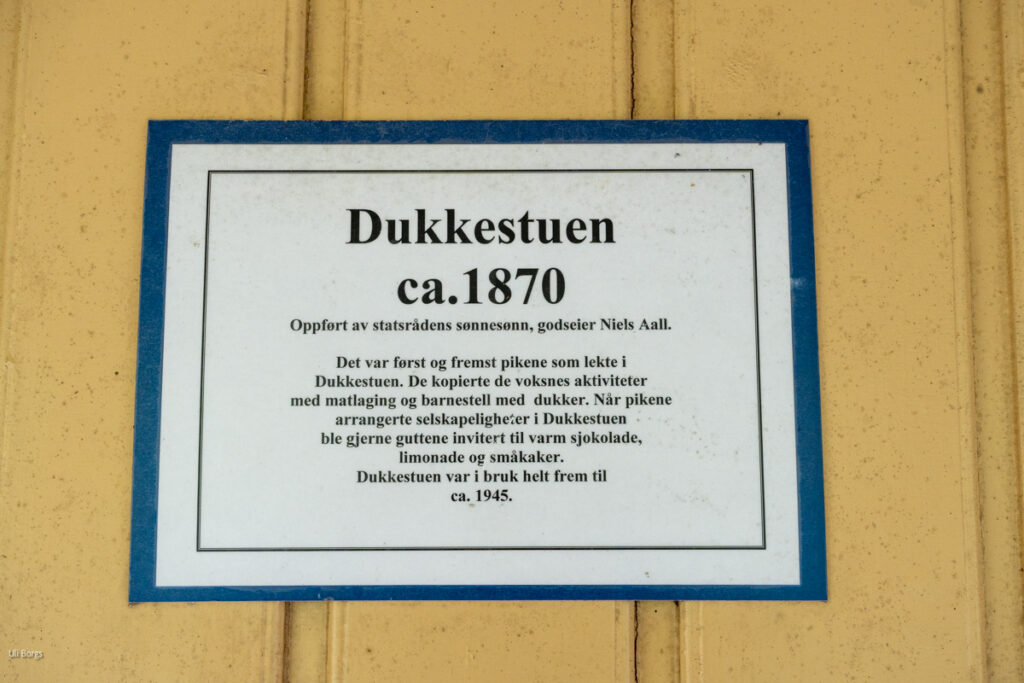 Dukkestuen
ca.1870
Oppført av statsrådens sønnesønn, godseier Niels Aall.
Det var først og fremst pikene som lekte i
Dukkestuen. De kopierte de voksnes aktiviteter
med matlaging og barnestell med  dukker. Når pikene
arrangerte selskapeligheter i Dukkestuen
ble gjerne guttene invitert til varm sjokolade,
limonade og småkaker.
Dukkestuen var i bruk helt frem til
ca. 1945.
Uli Borgs